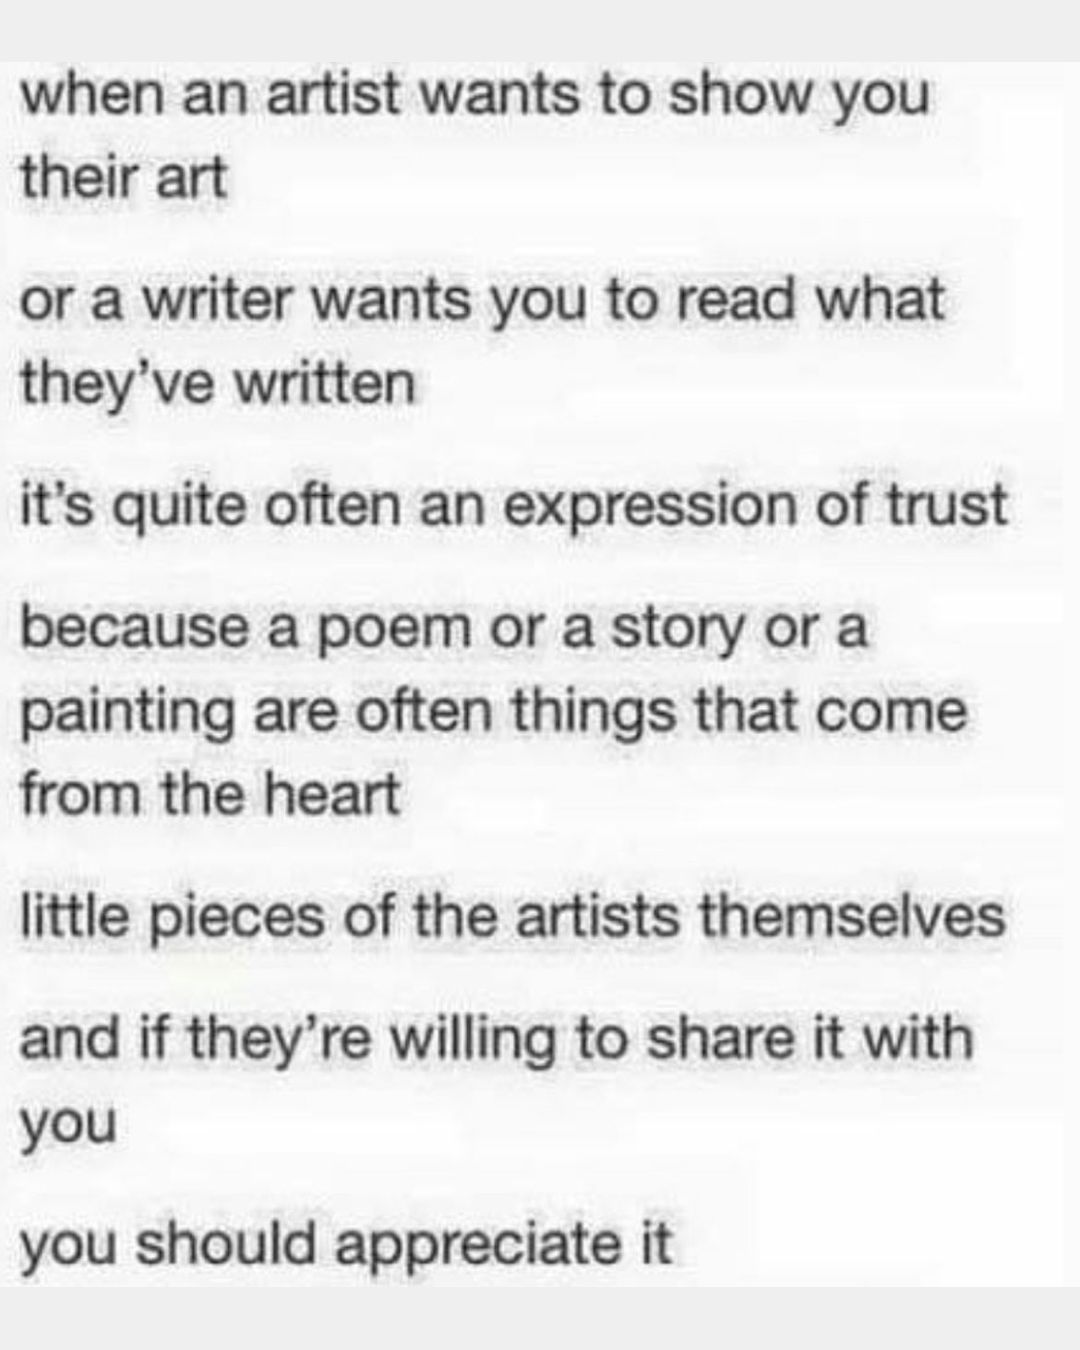 when an artist wants to show you
their art
or a writer wants you to read what
they’ve written
it’s quite often an expression of trust
because a poem or a story or a
painting are often things that come
from the heart
little pieces of the artists themselves
and if they’re willing to share it with
you
you should appreciate it